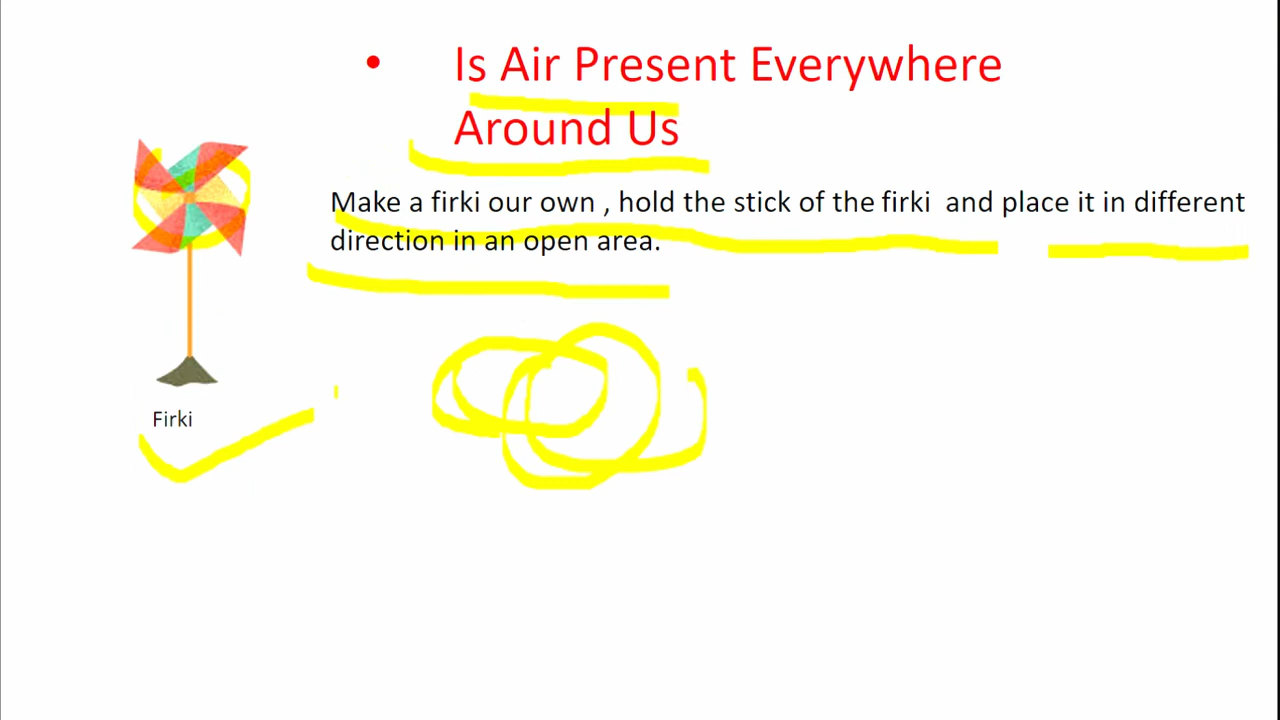 • Is Air Present Everywhere
Around Us
Make a firki our own , hold the stick of the firki and place it in different
direction in an open area.
Firki